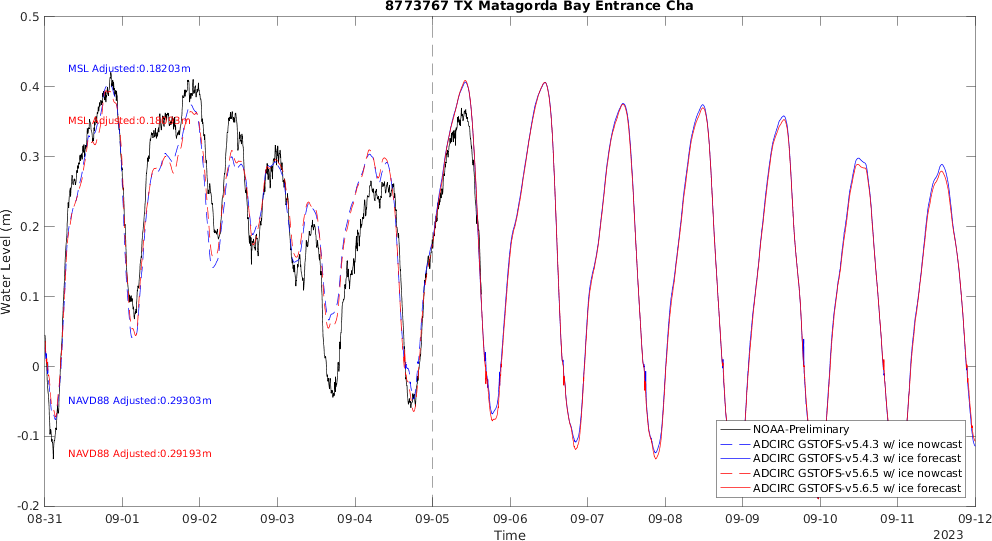 8773767 TX Matagorda Bay Entrance Cha
0.5
0.4
0.3
0.2
0.1
0
-0.1
-0.2
Water Level (m)
MSL Adjusted:0.18203m
MSL
NAVD88 Adjusted:0.29303m
NAVD88 Adjusted:0.29193m
NOAA-Preliminary
ADCIRC GSTOFS-v5.4.3 w/ ice nowcast
ADCIRC GSTOFS-v5.4.3 w/ ice forecast
ADCIRC GSTOFS-v5.6.5 w/ ice nowcast
ADCIRC GSTOFS-v5.6.5 w/ ice forecast
08-31 09-01 09-02 09-03 09-04 09-05 09-06 09-07 09-08 09-09 09-10 09-11 09-12
Time
2023